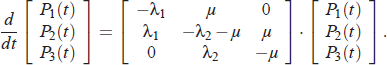 d/dt [ P₁(t) ; P₂(t) ; P₃(t) ] = [ −λ₁ μ 0 ; λ₁ −λ₂ − μ μ ; 0 λ₂ −μ ] · [ P₁(t) ; P₂(t) ; P₃(t) ] .